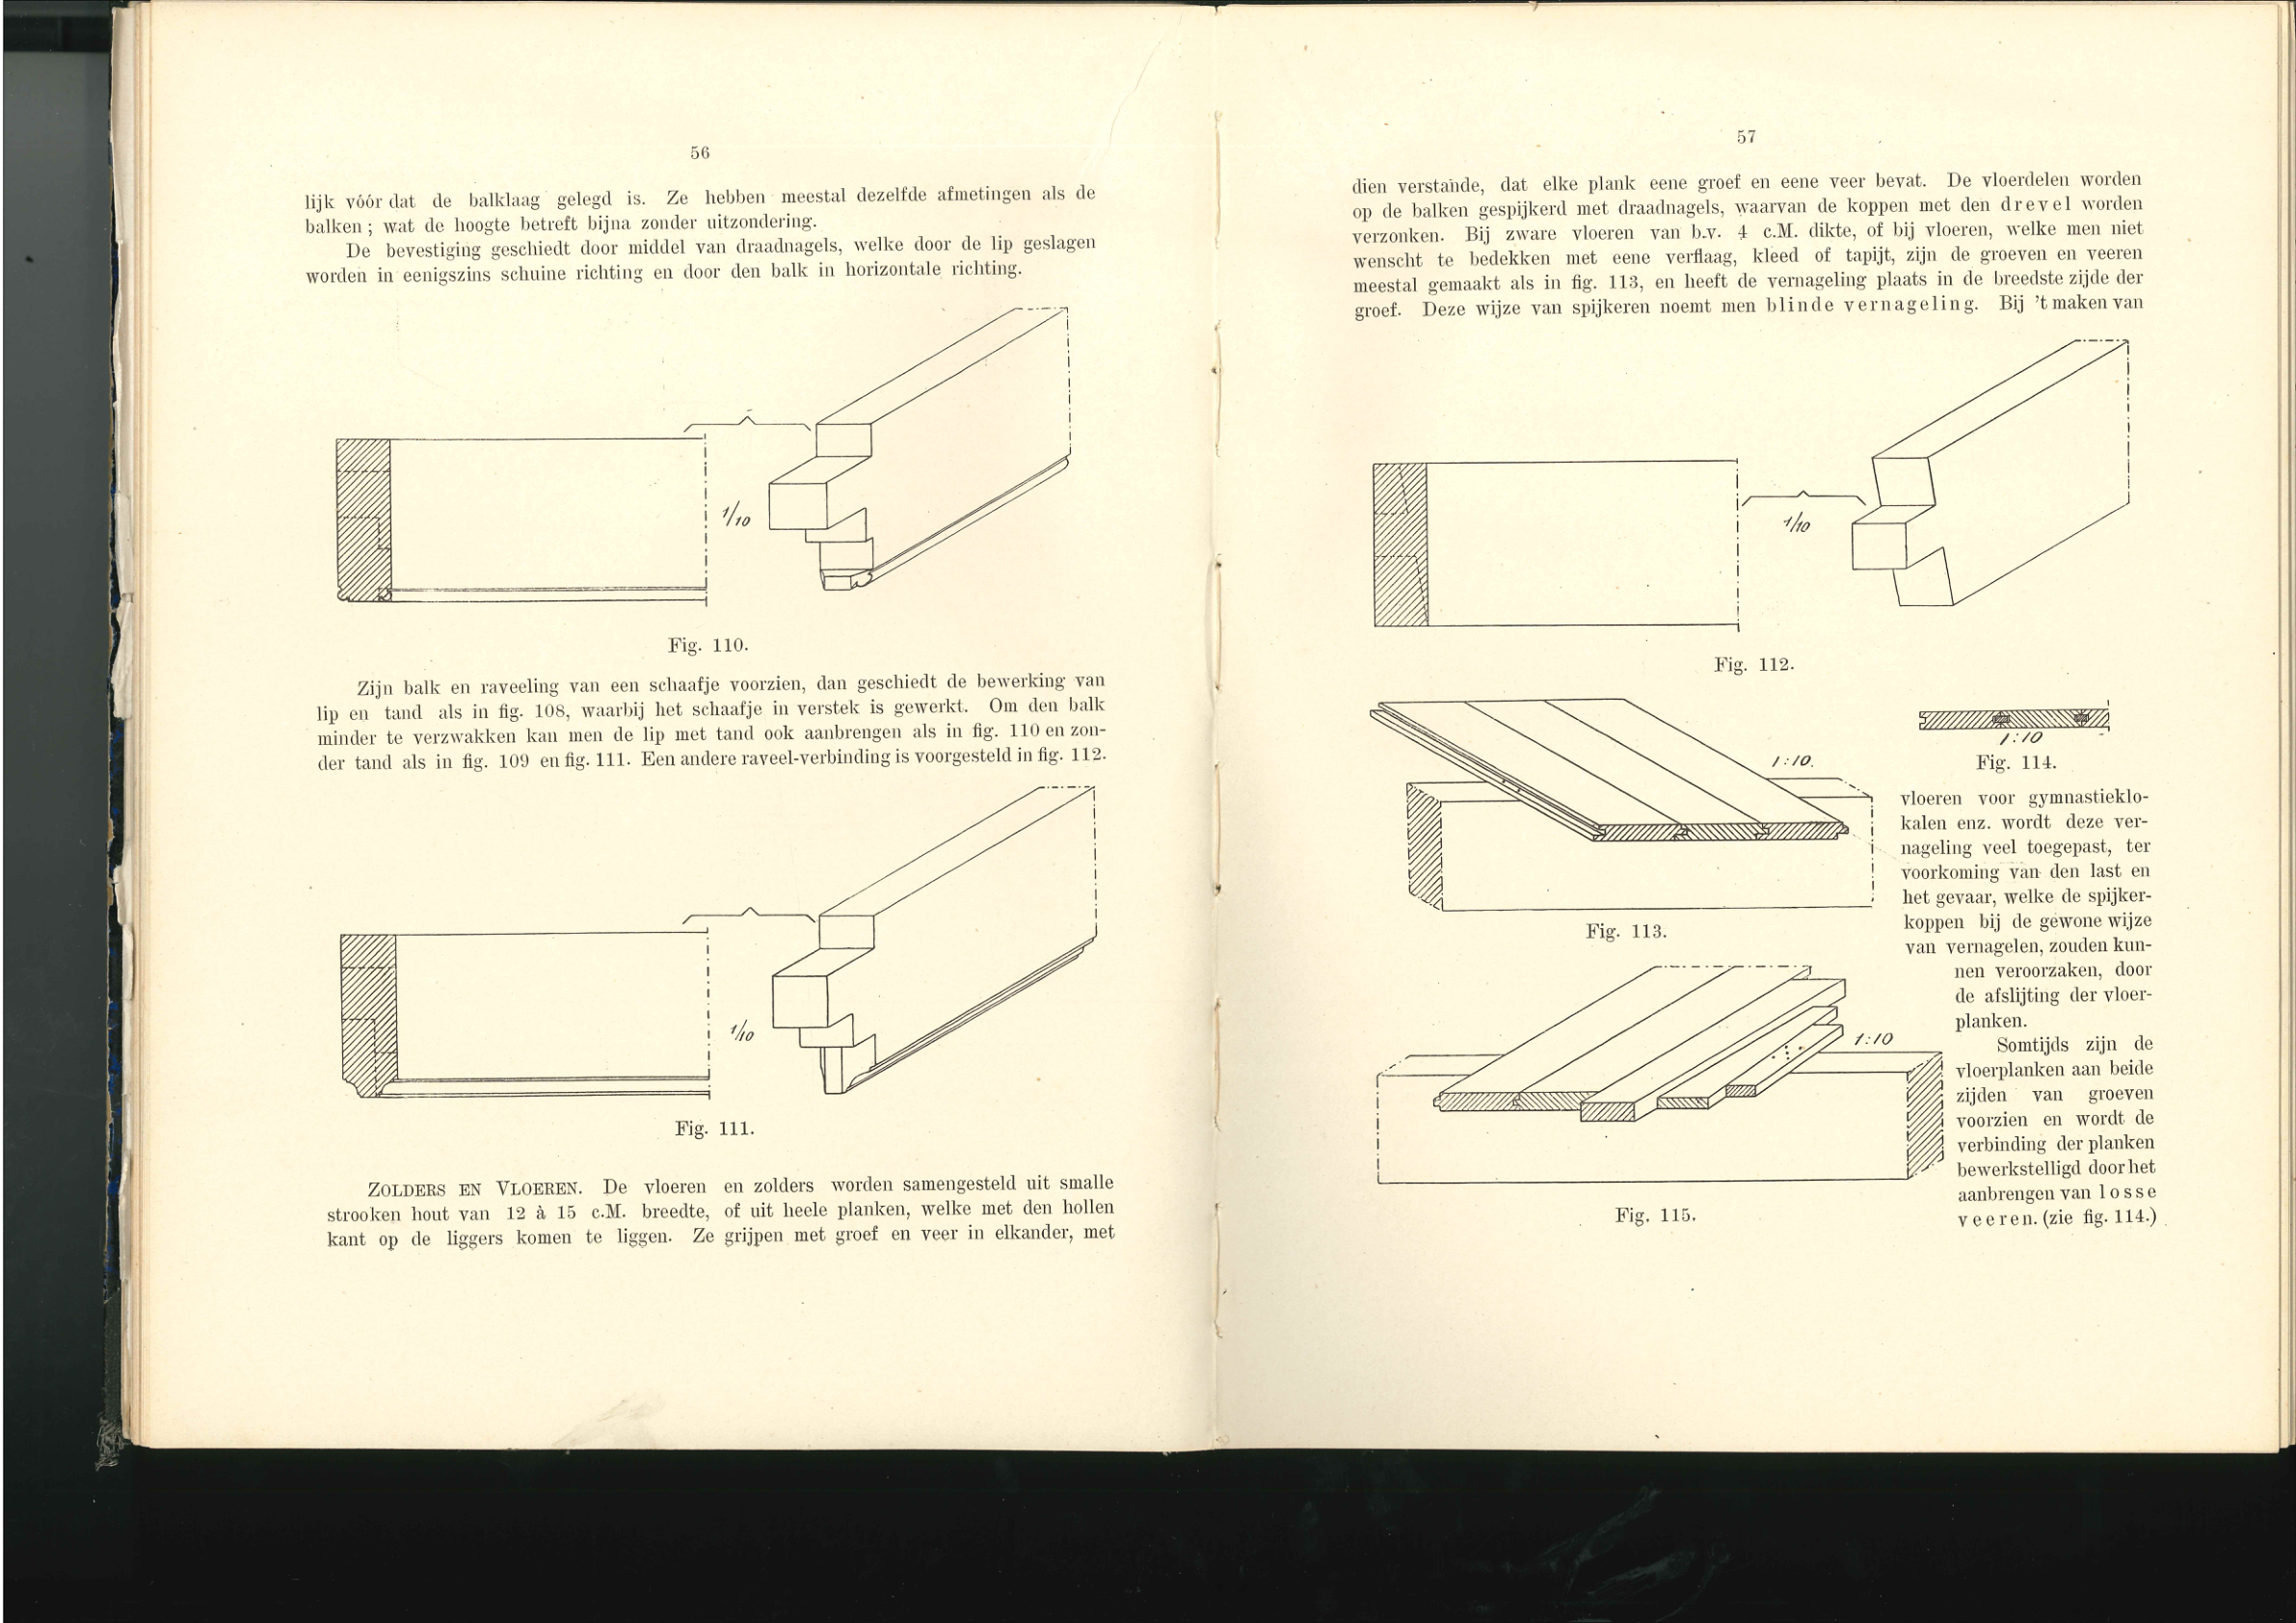 56
lijk vóór dat de balklaag gelegd is. Ze hebben meestal dezelfde afmetingen als de
balken; wat de hoogte betreft bijna zonder uitzondering.
De bevestiging geschiedt door middel van draadnagels, welke door de lip geslagen
worden in eenigszins schuine richting en door den balk in horizontale richting.
1/10
Fig. 110.
Zijn balk en raveeling van een schaafje voorzien, dan geschiedt de bewerking van
lip en tand als in fig. 108, waarbij het schaafje in verstek is gewerkt. Om den balk
minder te verzwakken kan men de lip met tand ook aanbrengen als in fig. 110 en zon-
der tand als in fig. 109 en fig. 111. Een andere raveel-verbinding is voorgesteld in fig. 112.
1/10
Fig. 111.
ZOLDERS EN VLOEREN. De vloeren en zolders worden samengesteld uit smalle
strooken hout van 12 à 15 c.M. breedte, of uit heele planken, welke met den hollen
kant op de liggers komen te liggen. Ze grijpen met groef en veer in elkander, met
57
dien verstande, dat elke plank eene groef en eene veer bevat. De vloerdelen worden
op de balken gespijkerd met draadnagels, waarvan de koppen met den drevel worden
verzonken. Bij zware vloeren van b.v. 4 c.M. dikte, of bij vloeren, welke men niet
wenscht te bedekken met eene verflaag, kleed of tapijt, zijn de groeven en veeren
meestal gemaakt als in fig. 113, en heeft de vernageling plaats in de breedste zijde der
groef. Deze wijze van spijkeren noemt men blinde vernageling. Bij 't maken van
1/10
Fig. 112.
1:10.
Fig. 113.
1:10
Fig. 114.
vloeren voor gymnastieklo-
kalen enz. wordt deze ver-
nageling veel toegepast, ter
voorkoming van den last en
het gevaar, welke de spijker-
koppen bij de gewone wijze
van vernagelen, zouden kun-
nen veroorzaken, door
de afslijting der vloer-
planken.
Somtijds zijn de
vloerplanken aan beide
zijden van groeven
voorzien en wordt de
verbinding der planken
bewerkstelligd door het
aanbrengen van losse
veeren. (zie fig. 114.)
1:10
Fig. 115.